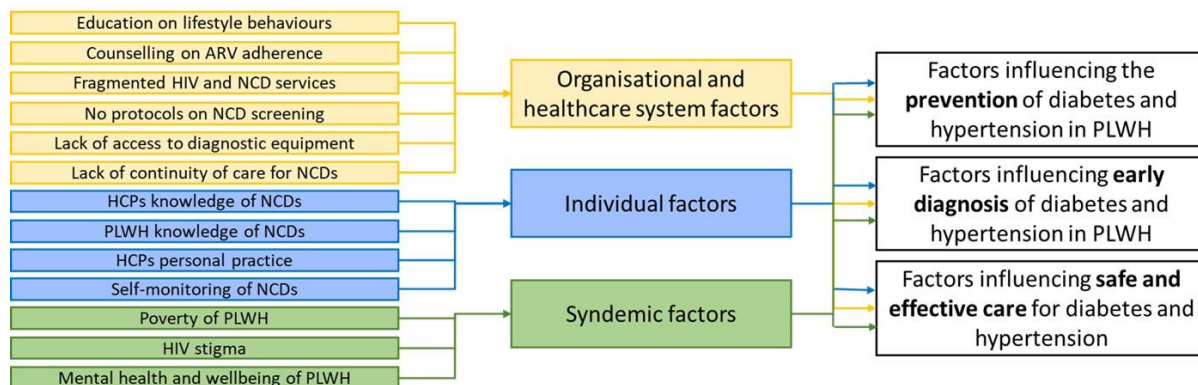 Education on lifestyle behaviours
Counselling on ARV adherence
Fragmented HIV and NCD services
No protocols on NCD screening
Lack of access to diagnostic equipment
Lack of continuity of care for NCDs
HCPs knowledge of NCDs
PLWH knowledge of NCDs
HCPs personal practice
Self-monitoring of NCDs
Poverty of PLWH
HIV stigma
Mental health and wellbeing of PLWH
Organisational and
healthcare system factors
Individual factors
Syndemic factors
Factors influencing the
prevention of diabetes and
hypertension in PLWH
Factors influencing early
diagnosis of diabetes and
hypertension in PLWH
Factors influencing safe and
effective care for diabetes and
hypertension